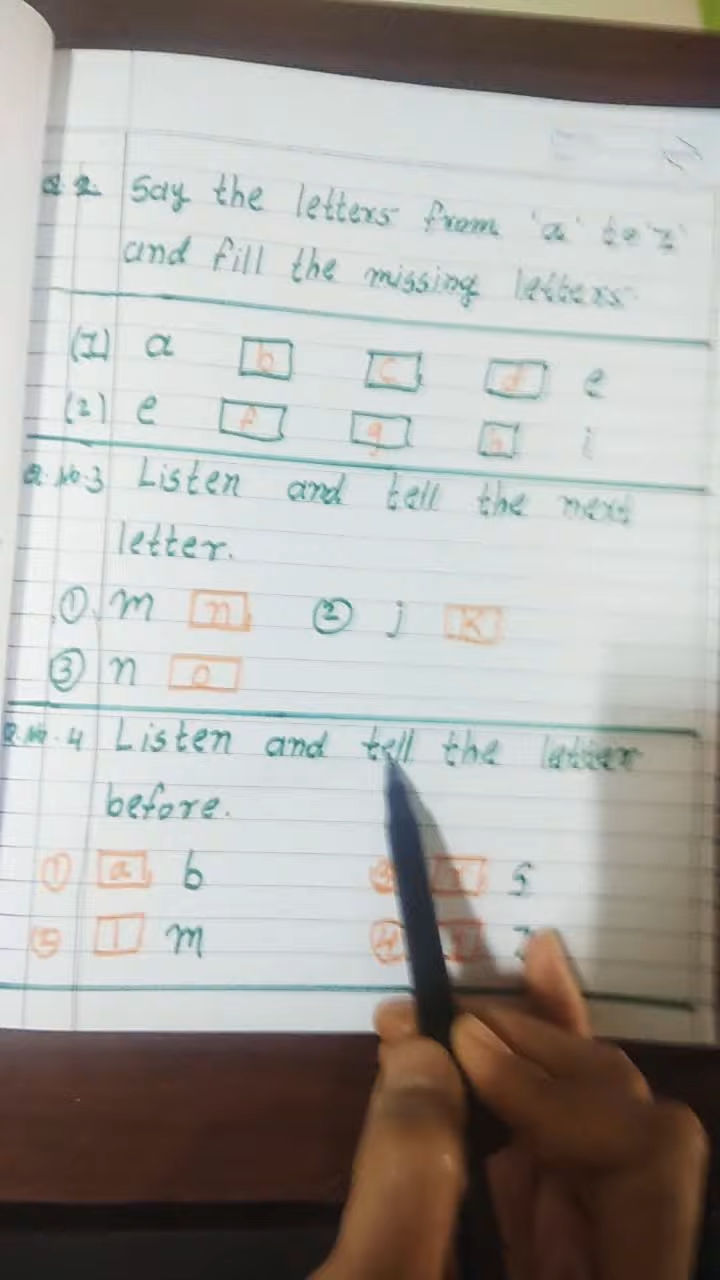 Q.2. Say the letters from 'a' to 'z'
and fill the missing letters
(1) a b c d e
(2) e f g h i
Q.No.3 Listen and tell the next
letter.
① m n ② j K
③ n o
Q.No.4 Listen and tell the letter
before.
① a b r s
l m z